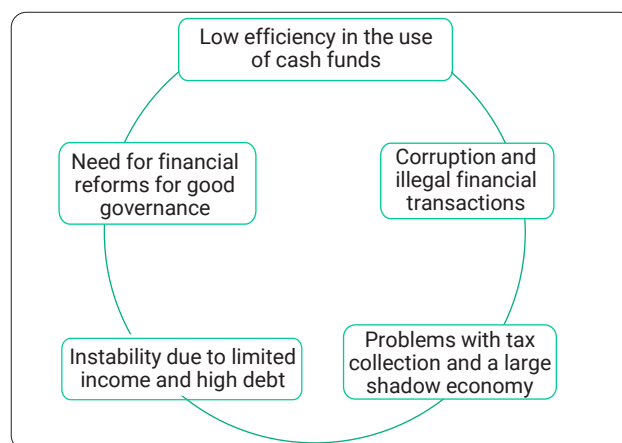 Low efficiency in the use
of cash funds
Need for financial
reforms for good
governance
Corruption and
illegal financial
transactions
Instability due to limited
income and high debt
Problems with tax
collection and a large
shadow economy